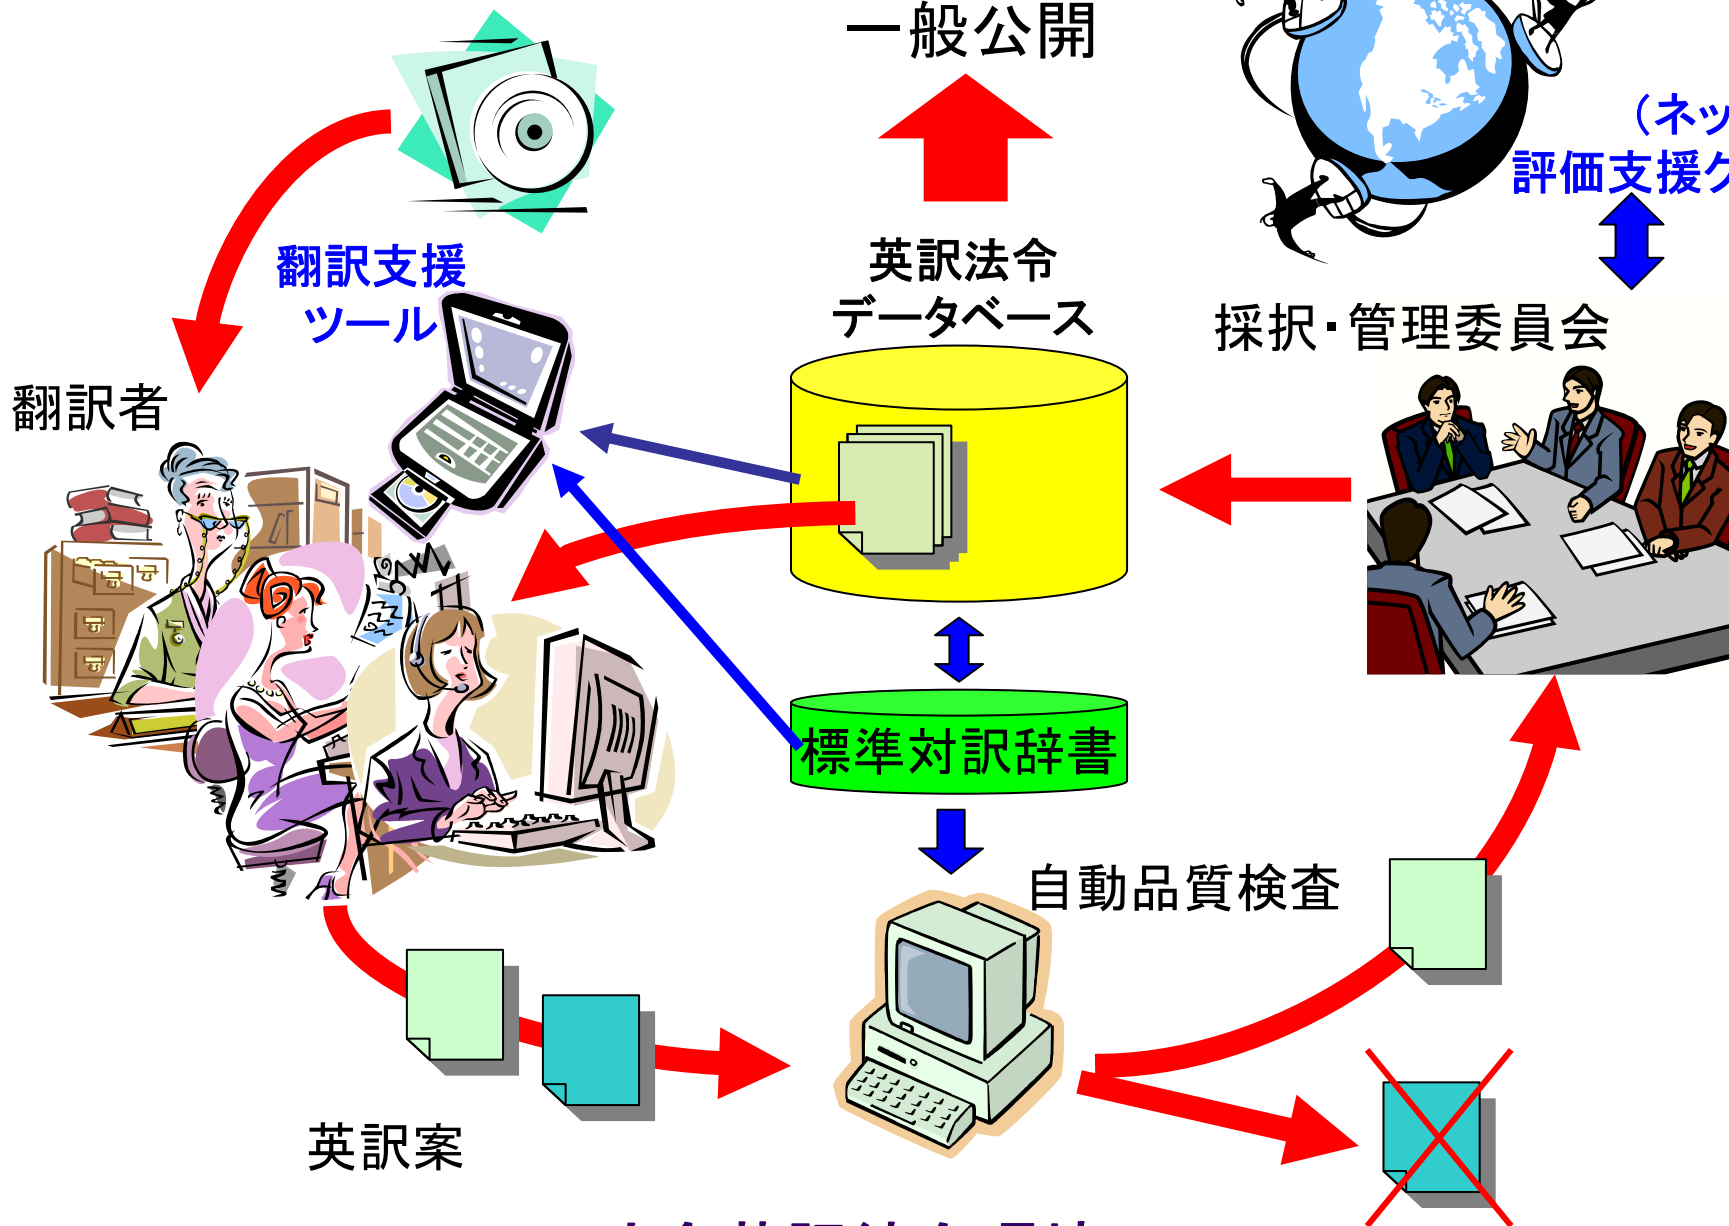 一般公開
(ネッ
評価支援グ
翻訳支援
ツール
英訳法令
データベース
採択・管理委員会
翻訳者
標準対訳辞書
自動品質検査
英訳案